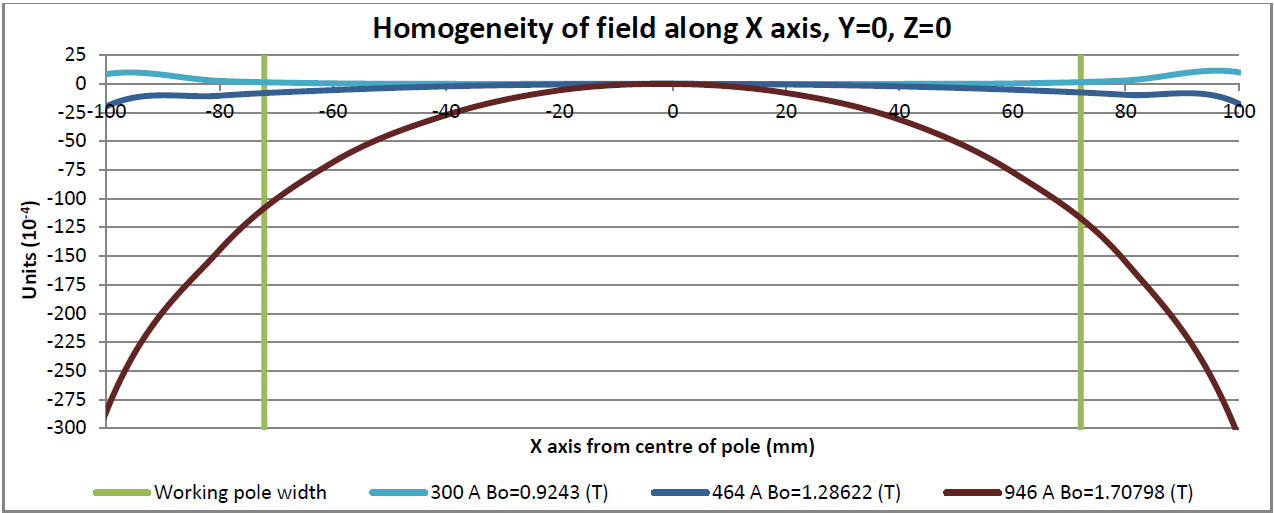 Homogeneity of field along X axis, Y=0, Z=0
25
0
-25
-50
-75
-100
-125
-150
-175
-200
-225
-250
-275
-300
Units (10⁻⁴)
-100 -80 -60 -40 -20 0 20 40 60 80 100
X axis from centre of pole (mm)
Working pole width 300 A Bo=0.9243 (T) 464 A Bo=1.28622 (T) 946 A Bo=1.70798 (T)